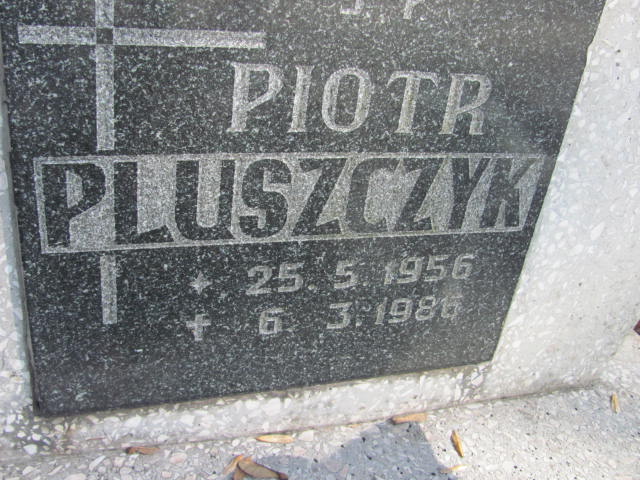 Ś P
PIOTR
PLUSZCZYK
* 25. 5. 1956
✝ 6 3. 1986